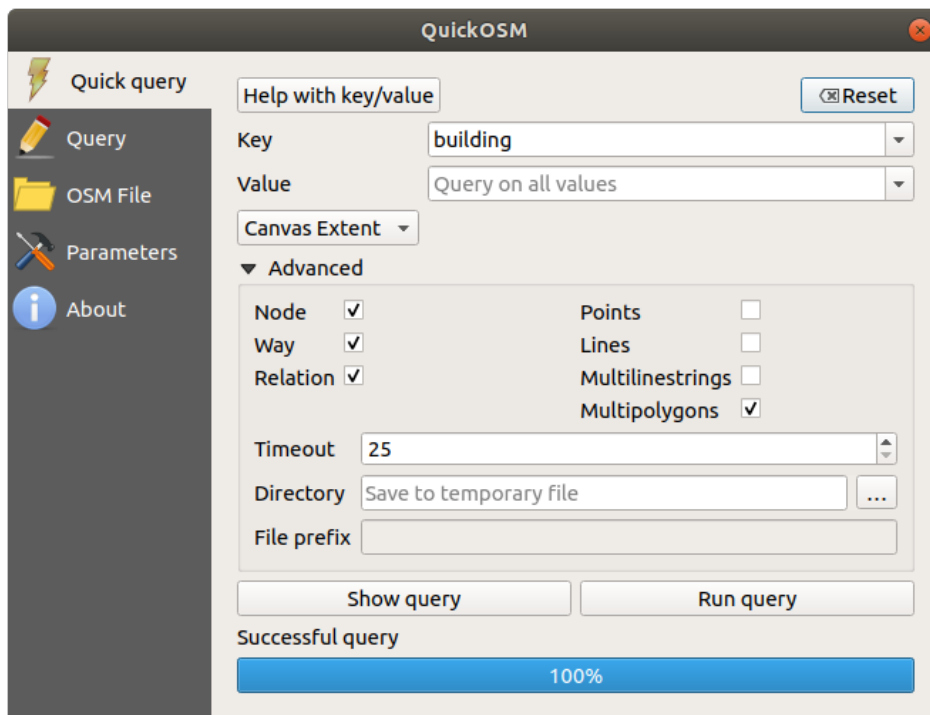 QuickOSM
Quick query
Query
OSM File
Parameters
About
Help with key/value
Reset
Key
building
Value
Query on all values
Canvas Extent
Advanced
Node
Points
Way
Lines
Relation
Multilinestrings
Multipolygons
Timeout
25
Directory
Save to temporary file
...
File prefix
Show query
Run query
Successful query
100%